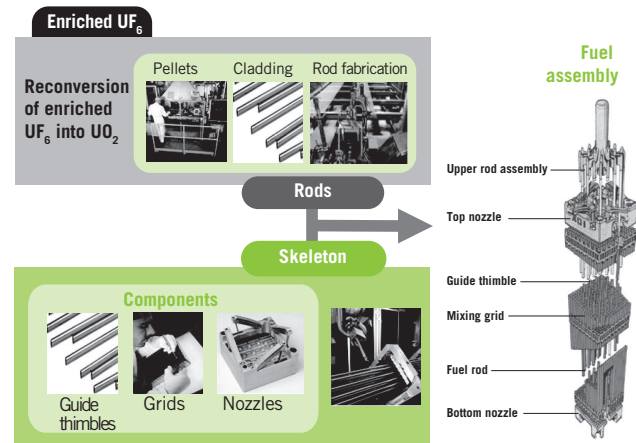 Enriched UF₆
Reconversion
of enriched
UF₆ into UO₂
Pellets
Cladding
Rod fabrication
Rods
Skeleton
Components
Guide
thimbles
Grids
Nozzles
Fuel
assembly
Upper rod assembly
Top nozzle
Guide thimble
Mixing grid
Fuel rod
Bottom nozzle